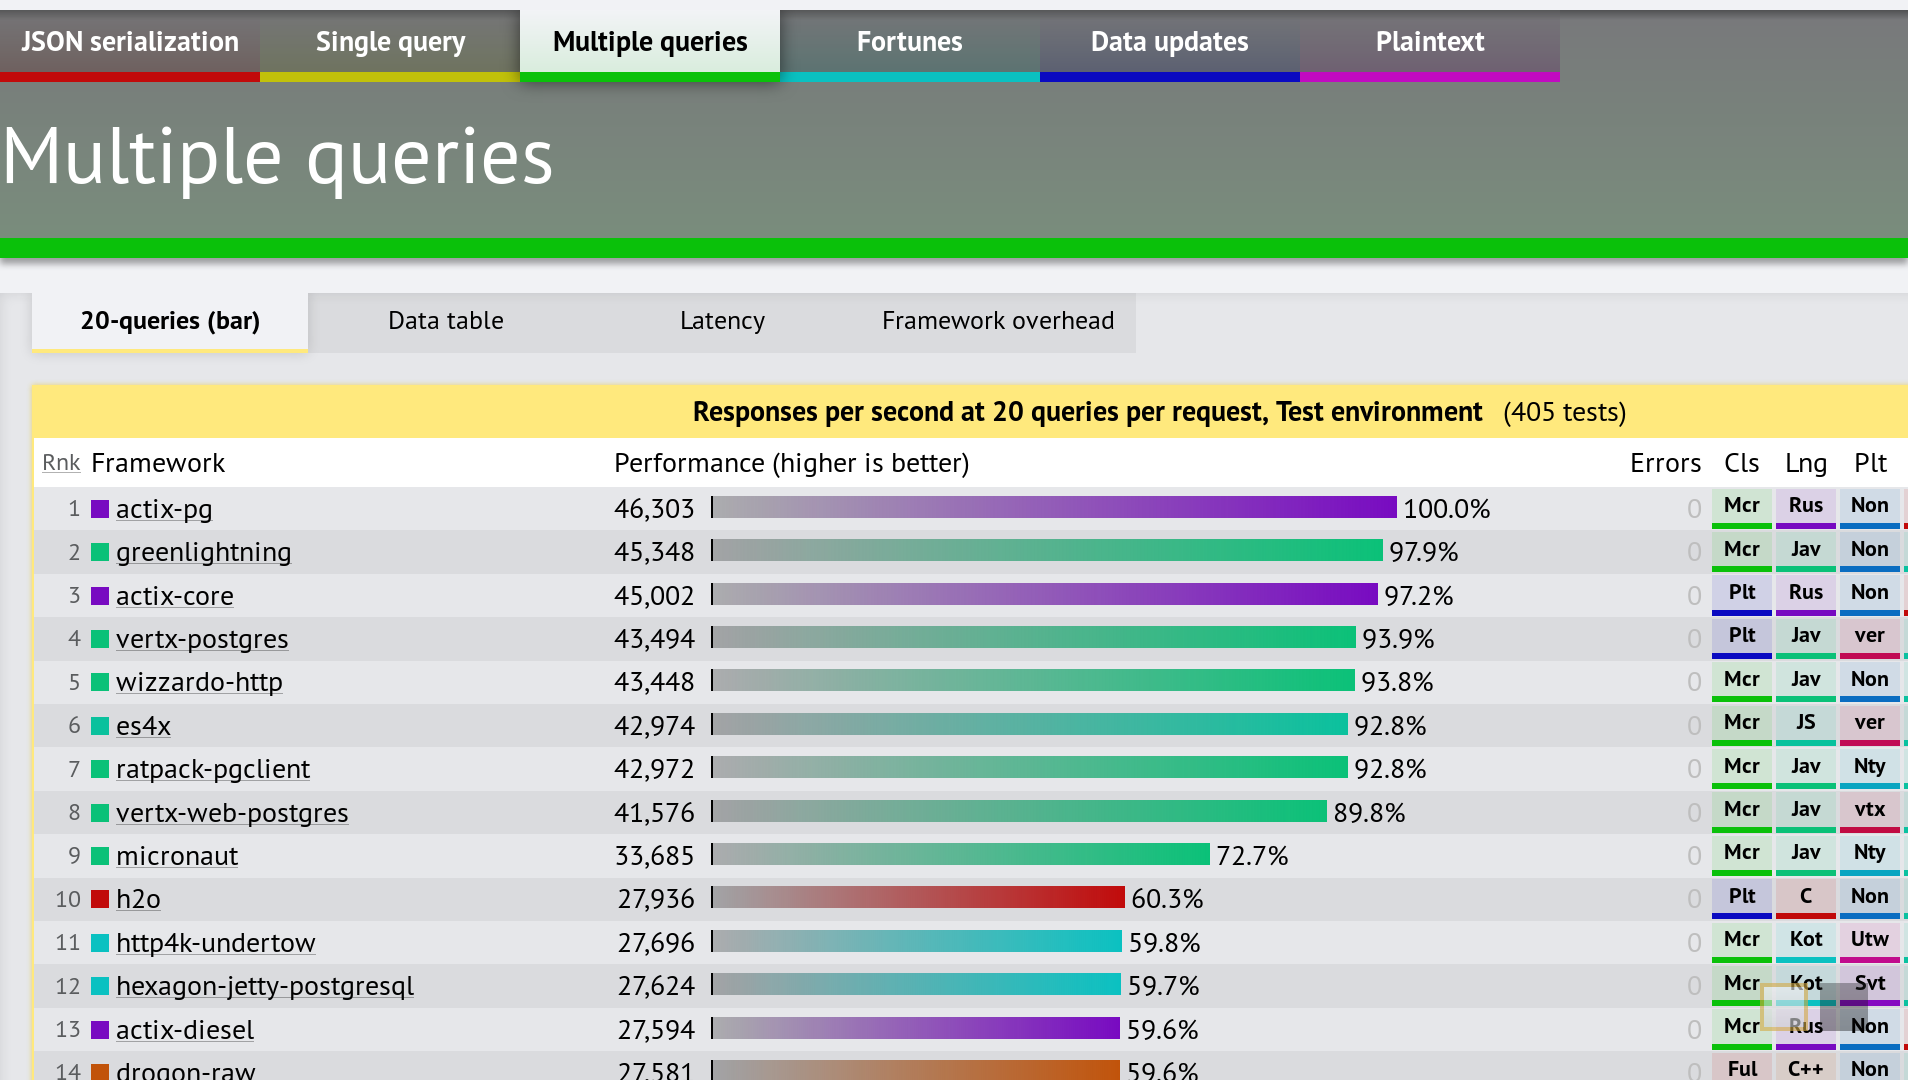 JSON serialization Single query Multiple queries Fortunes Data updates Plaintext
Multiple queries
20-queries (bar) Data table Latency Framework overhead
Responses per second at 20 queries per request, Test environment (405 tests)
Rnk Framework Performance (higher is better) Errors Cls Lng Plt
1 actix-pg 46,303 100.0% 0 Mcr Rus Non
2 greenlightning 45,348 97.9% 0 Mcr Jav Non
3 actix-core 45,002 97.2% 0 Plt Rus Non
4 vertx-postgres 43,494 93.9% 0 Plt Jav ver
5 wizzardo-http 43,448 93.8% 0 Mcr Jav Non
6 es4x 42,974 92.8% 0 Mcr JS ver
7 ratpack-pgclient 42,972 92.8% 0 Mcr Jav Nty
8 vertx-web-postgres 41,576 89.8% 0 Mcr Jav vtx
9 micronaut 33,685 72.7% 0 Mcr Jav Nty
10 h2o 27,936 60.3% 0 Plt C Non
11 http4k-undertow 27,696 59.8% 0 Mcr Kot Utw
12 hexagon-jetty-postgresql 27,624 59.7% 0 Mcr Kot Svt
13 actix-diesel 27,594 59.6% 0 Mcr Rus Non
14 drogon-raw 27,581 59.6% 0 Ful C++ Non